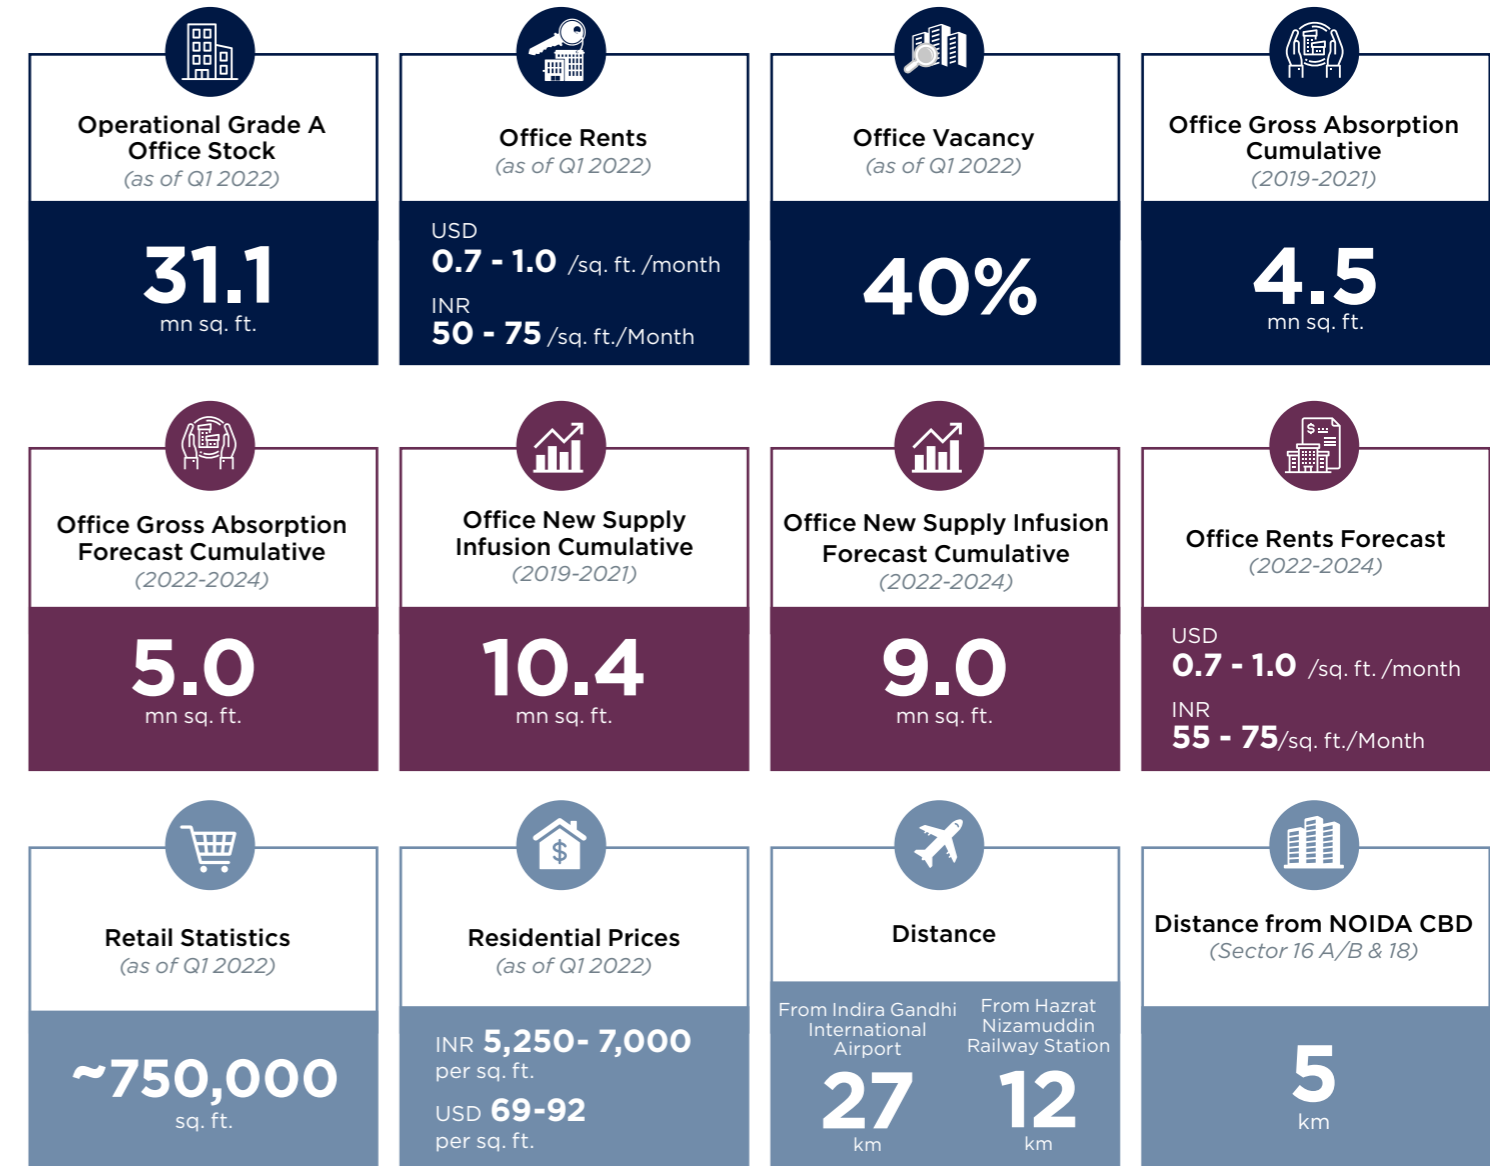 Operational Grade A
Office Stock
(as of Q1 2022)
31.1
mn sq. ft.
Office Rents
(as of Q1 2022)
USD
0.7 - 1.0 /sq. ft. /month
INR
50 - 75 /sq. ft./Month
Office Vacancy
(as of Q1 2022)
40%
Office Gross Absorption
Cumulative
(2019-2021)
4.5
mn sq. ft.
Office Gross Absorption
Forecast Cumulative
(2022-2024)
5.0
mn sq. ft.
Office New Supply
Infusion Cumulative
(2019-2021)
10.4
mn sq. ft.
Office New Supply Infusion
Forecast Cumulative
(2022-2024)
9.0
mn sq. ft.
Office Rents Forecast
(2022-2024)
USD
0.7 - 1.0 /sq. ft. /month
INR
55 - 75/sq. ft./Month
Retail Statistics
(as of Q1 2022)
~750,000
sq. ft.
Residential Prices
(as of Q1 2022)
INR 5,250- 7,000
per sq. ft.
USD 69-92
per sq. ft.
Distance
From Indira Gandhi
International
Airport
27
km
From Hazrat
Nizamuddin
Railway Station
12
km
Distance from NOIDA CBD
(Sector 16 A/B & 18)
5
km